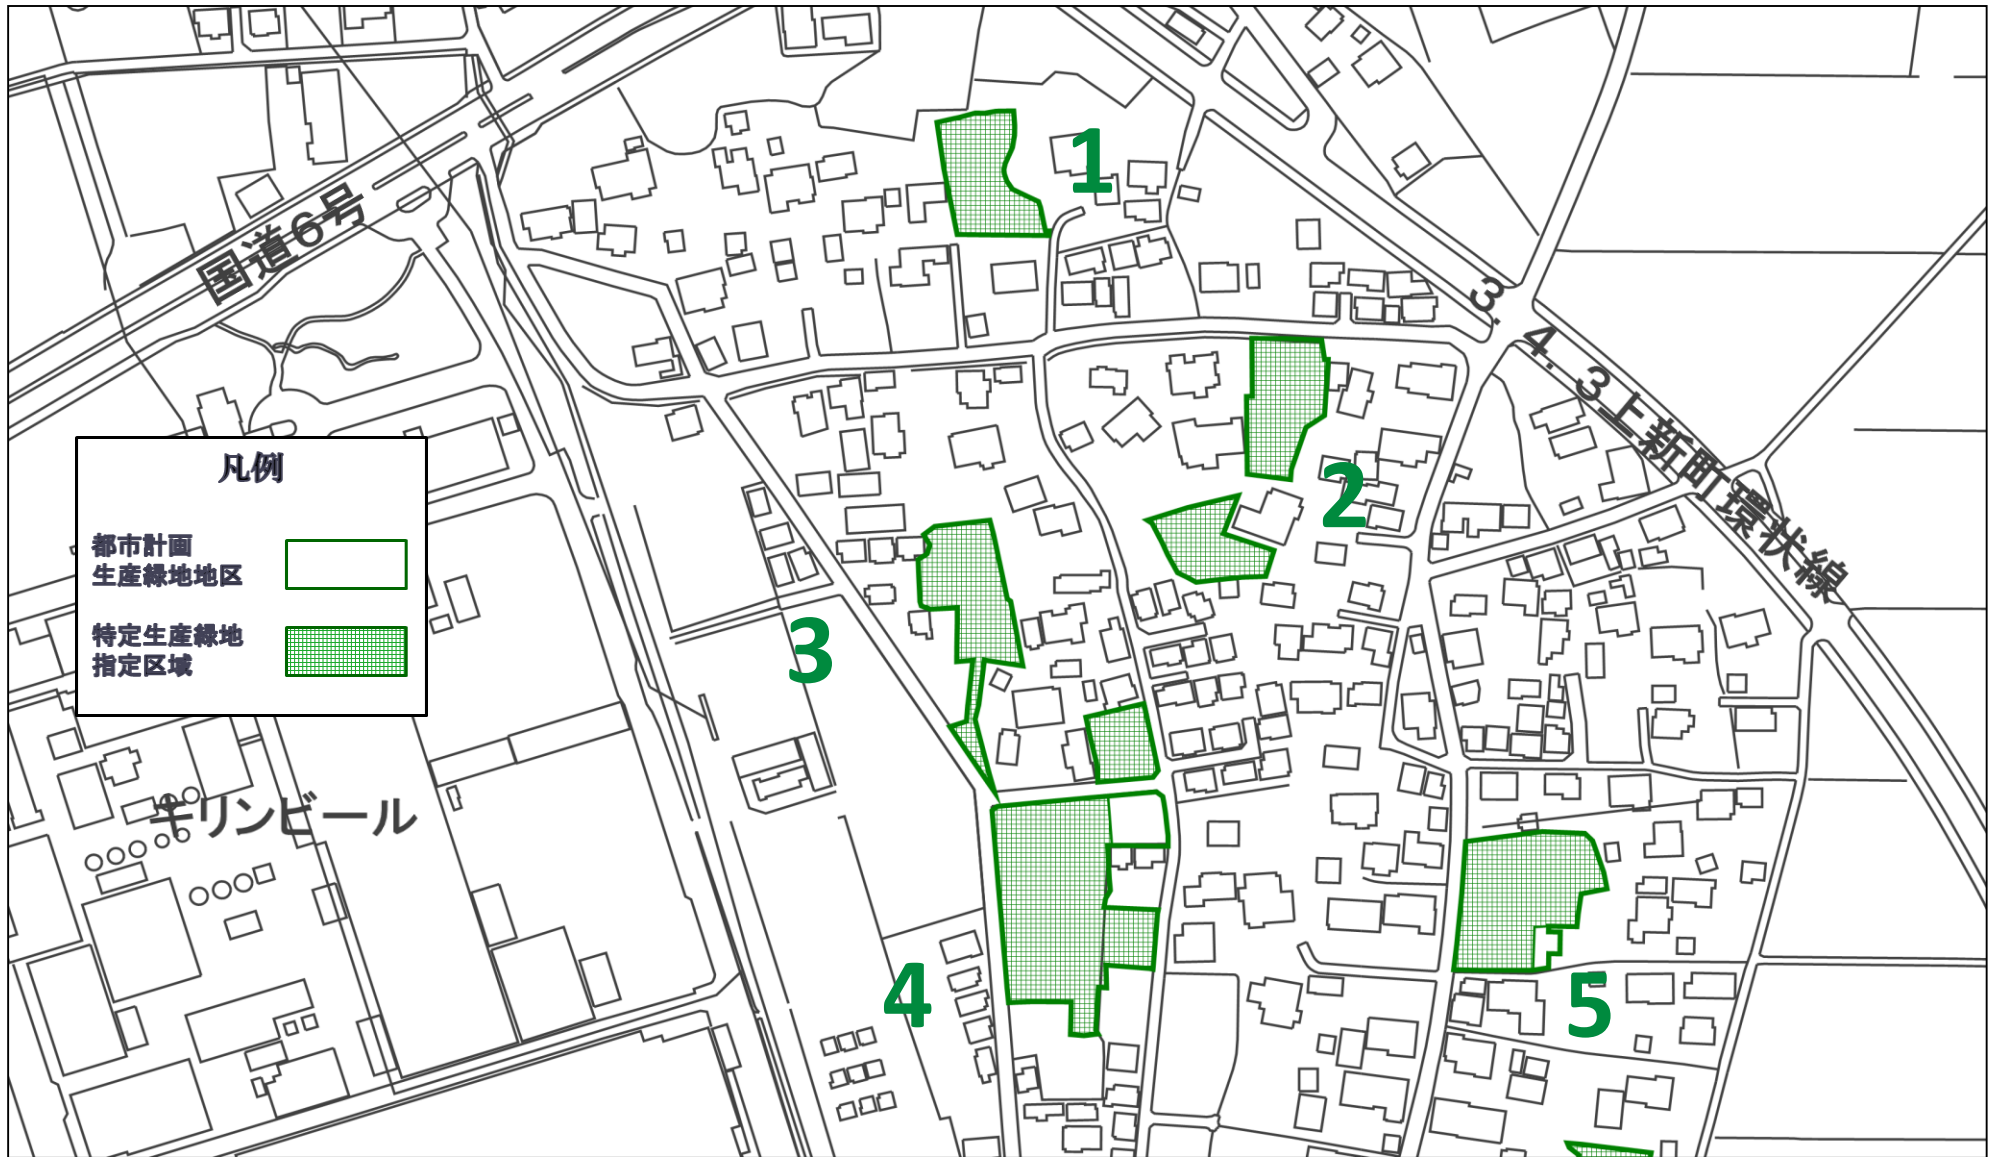 1
国道6号
3.4.3上新町環状線
2
凡例
都市計画
生産緑地地区
特定生産緑地
指定区域
3
キリンビール
4
5